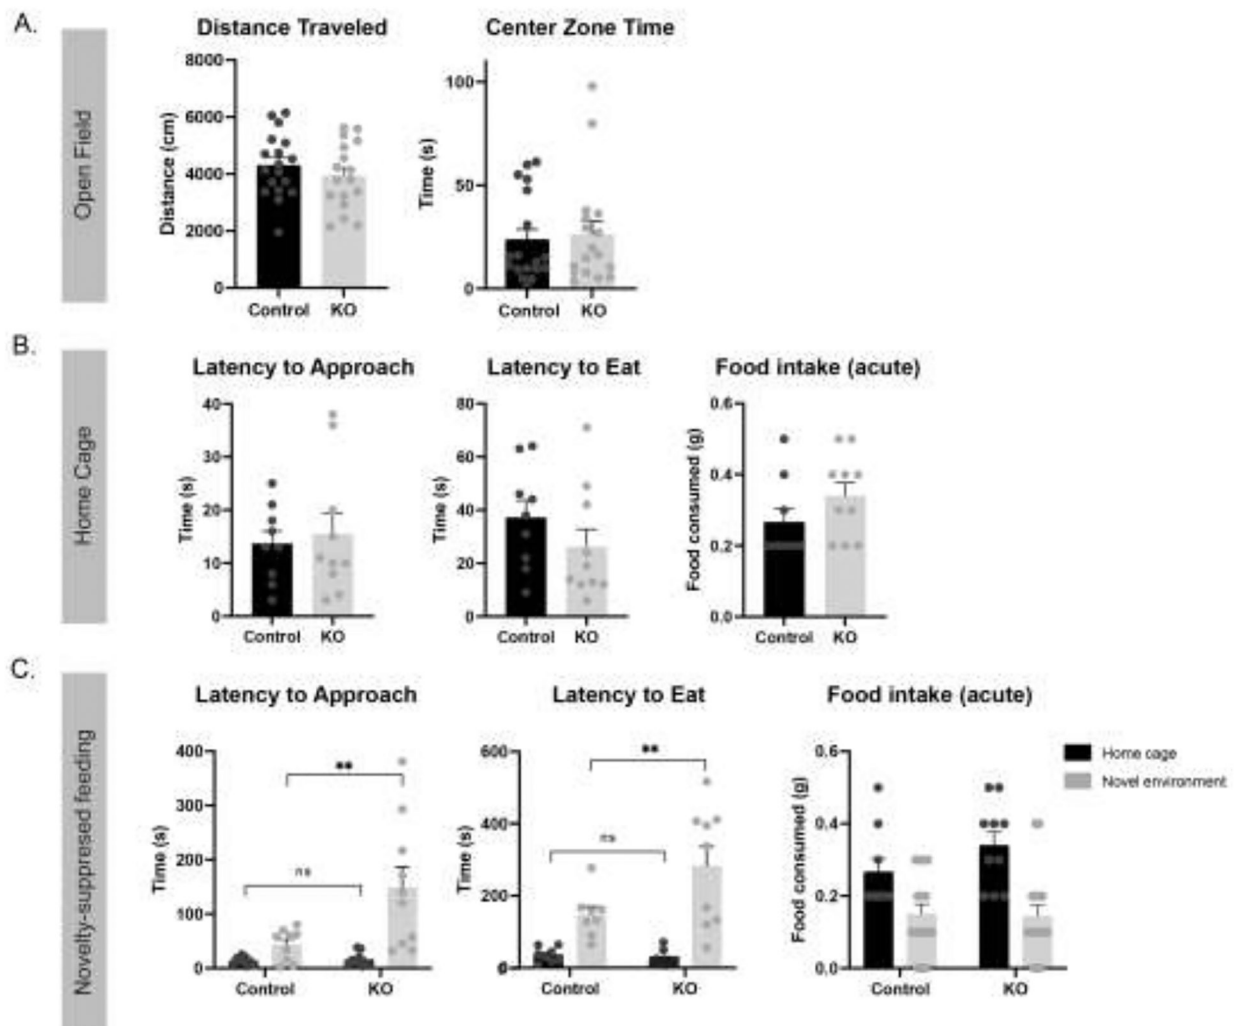 A.
Open Field
Distance Traveled
Distance (cm)
8000
6000
4000
2000
0
Control KO
Center Zone Time
Time (s)
100
50
0
Control KO
B.
Home Cage
Latency to Approach
Time (s)
40
30
20
10
0
Control KO
Latency to Eat
Time (s)
80
60
40
20
0
Control KO
Food intake (acute)
Food consumed (g)
0.6
0.4
0.2
0.0
Control KO
C.
Novelty-suppresed feeding
Latency to Approach
Time (s)
400
300
200
100
0
**
ns
Control KO
Latency to Eat
Time (s)
600
400
200
0
**
ns
Control KO
Food intake (acute)
Food consumed (g)
0.6
0.4
0.2
0.0
Control KO
Home cage
Novel environment